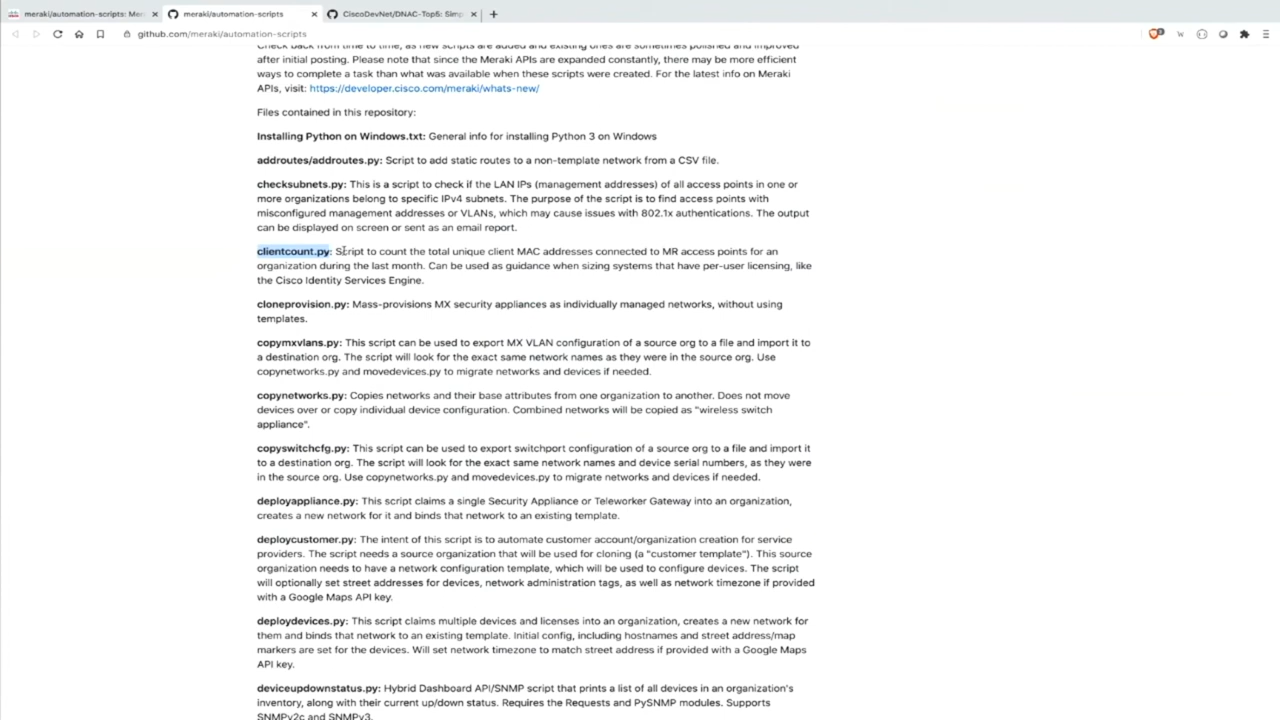 meraki/automation-scripts: Mer
meraki/automation-scripts
CiscoDevNet/DNAC-Top5: Simp
github.com/meraki/automation-scripts
Check back from time to time, as new scripts are added and existing ones are sometimes polished and improved
after initial posting. Please note that since the Meraki APIs are expanded constantly, there may be more efficient
ways to complete a task than what was available when these scripts were created. For the latest info on Meraki
APIs, visit: https://developer.cisco.com/meraki/whats-new/
Files contained in this repository:
Installing Python on Windows.txt: General info for installing Python 3 on Windows
addroutes/addroutes.py: Script to add static routes to a non-template network from a CSV file.
checksubnets.py: This is a script to check if the LAN IPs (management addresses) of all access points in one or
more organizations belong to specific IPv4 subnets. The purpose of the script is to find access points with
misconfigured management addresses or VLANs, which may cause issues with 802.1x authentications. The output
can be displayed on screen or sent as an email report.
clientcount.py: Script to count the total unique client MAC addresses connected to MR access points for an
organization during the last month. Can be used as guidance when sizing systems that have per-user licensing, like
the Cisco Identity Services Engine.
cloneprovision.py: Mass-provisions MX security appliances as individually managed networks, without using
templates.
copymxvlans.py: This script can be used to export MX VLAN configuration of a source org to a file and import it to
a destination org. The script will look for the exact same network names as they were in the source org. Use
copynetworks.py and movedevices.py to migrate networks and devices if needed.
copynetworks.py: Copies networks and their base attributes from one organization to another. Does not move
devices over or copy individual device configuration. Combined networks will be copied as "wireless switch
appliance".
copyswitchcfg.py: This script can be used to export switchport configuration of a source org to a file and import it
to a destination org. The script will look for the exact same network names and device serial numbers, as they were
in the source org. Use copynetworks.py and movedevices.py to migrate networks and devices if needed.
deployappliance.py: This script claims a single Security Appliance or Teleworker Gateway into an organization,
creates a new network for it and binds that network to an existing template.
deploycustomer.py: The intent of this script is to automate customer account/organization creation for service
providers. The script needs a source organization that will be used for cloning (a "customer template"). This source
organization needs to have a network configuration template, which will be used to configure devices. The script
will optionally set street addresses for devices, network administration tags, as well as network timezone if provided
with a Google Maps API key.
deploydevices.py: This script claims multiple devices and licenses into an organization, creates a new network for
them and binds that network to an existing template. Initial config, including hostnames and street address/map
markers are set for the devices. Will set network timezone to match street address if provided with a Google Maps
API key.
deviceupdownstatus.py: Hybrid Dashboard API/SNMP script that prints a list of all devices in an organization's
inventory, along with their current up/down status. Requires the Requests and PySNMP modules. Supports
SNMPv2c and SNMPv3.